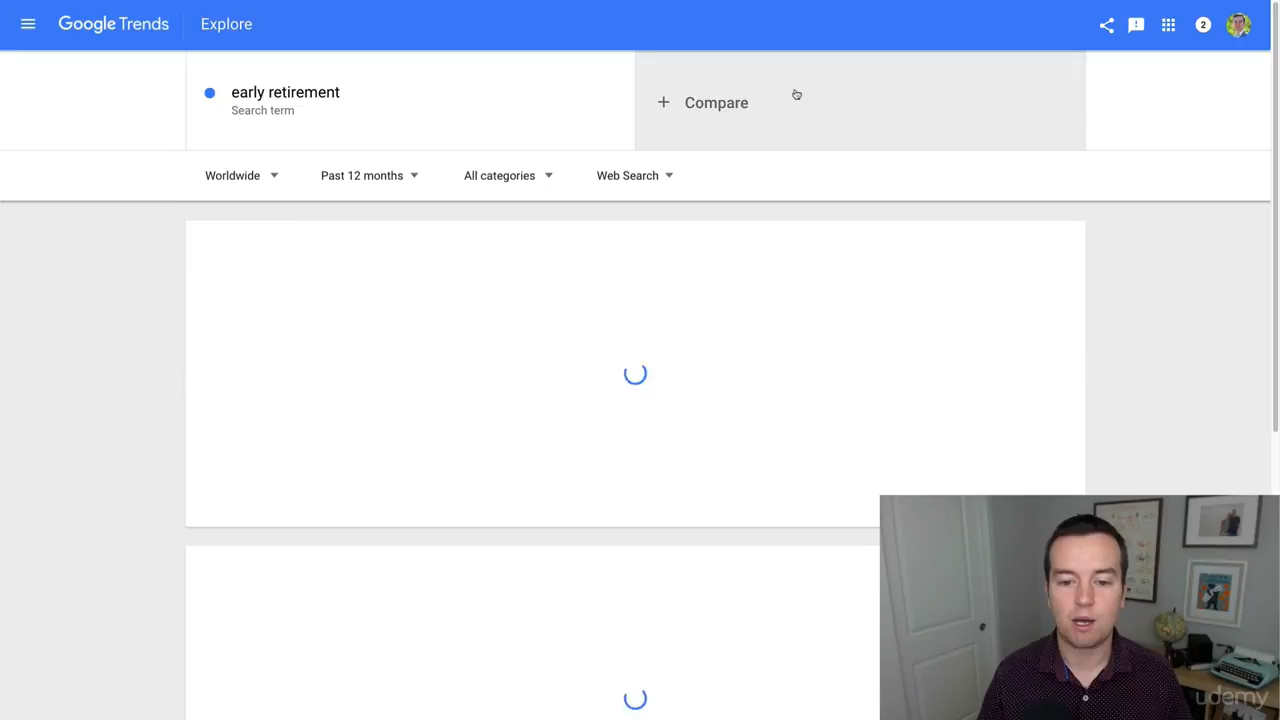 Google Trends
Explore
2
early retirement
Search term
+ Compare
Worldwide
Past 12 months
All categories
Web Search
udemy